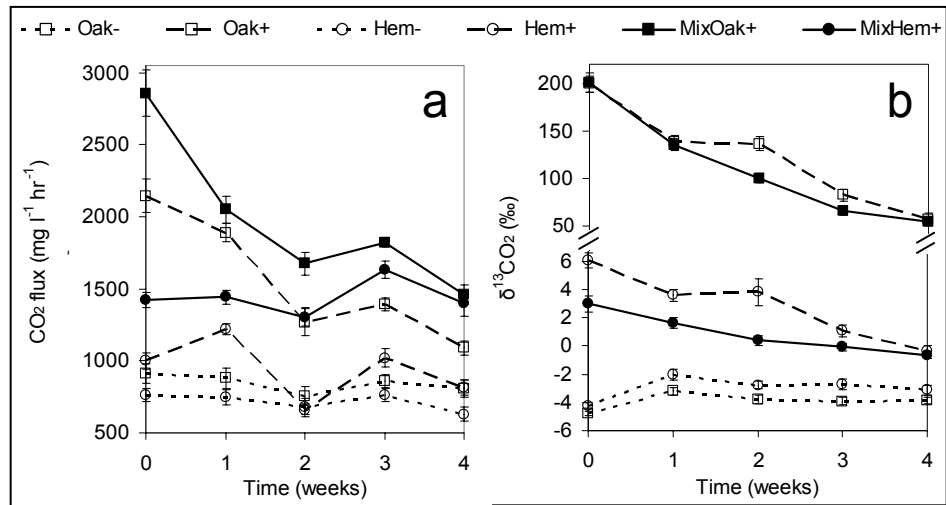 Oak- Oak+ Hem- Hem+ MixOak+ MixHem+
a
CO2 flux (mg l-1 hr-1)
3000
2500
2000
1500
1000
500
0 1 2 3 4
Time (weeks)
b
δ13CO2 (‰)
200
150
100
50
6
4
2
0
-2
-4
-6
0 1 2 3 4
Time (weeks)